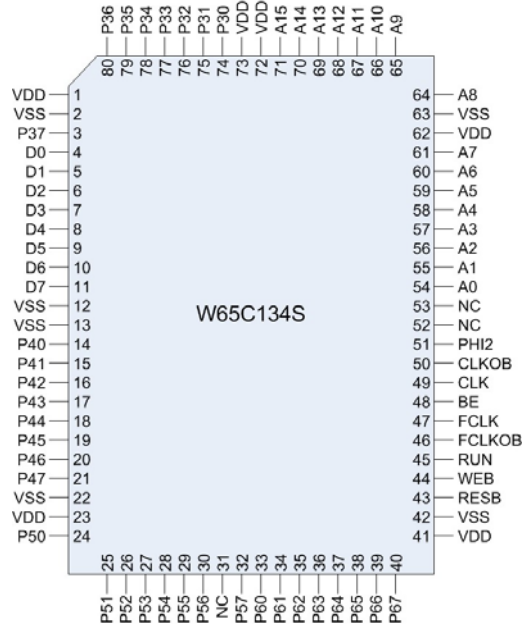 P36 P35 P34 P33 P32 P31 P30 VDD VDD A15 A14 A13 A12 A11 A10 A9
80 79 78 77 76 75 74 73 72 71 70 69 68 67 66 65
VDD 1 64 A8
VSS 2 63 VSS
P37 3 62 VDD
D0 4 61 A7
D1 5 60 A6
D2 6 59 A5
D3 7 58 A4
D4 8 57 A3
D5 9 56 A2
D6 10 55 A1
D7 11 54 A0
VSS 12 53 NC
W65C134S
VSS 13 52 NC
P40 14 51 PHI2
P41 15 50 CLKOB
P42 16 49 CLK
P43 17 48 BE
P44 18 47 FCLK
P45 19 46 FCLKOB
P46 20 45 RUN
P47 21 44 WEB
VSS 22 43 RESB
VDD 23 42 VSS
P50 24 41 VDD
25 26 27 28 29 30 31 32 33 34 35 36 37 38 39 40
P51 P52 P53 P54 P55 P56 NC P57 P60 P61 P62 P63 P64 P65 P66 P67